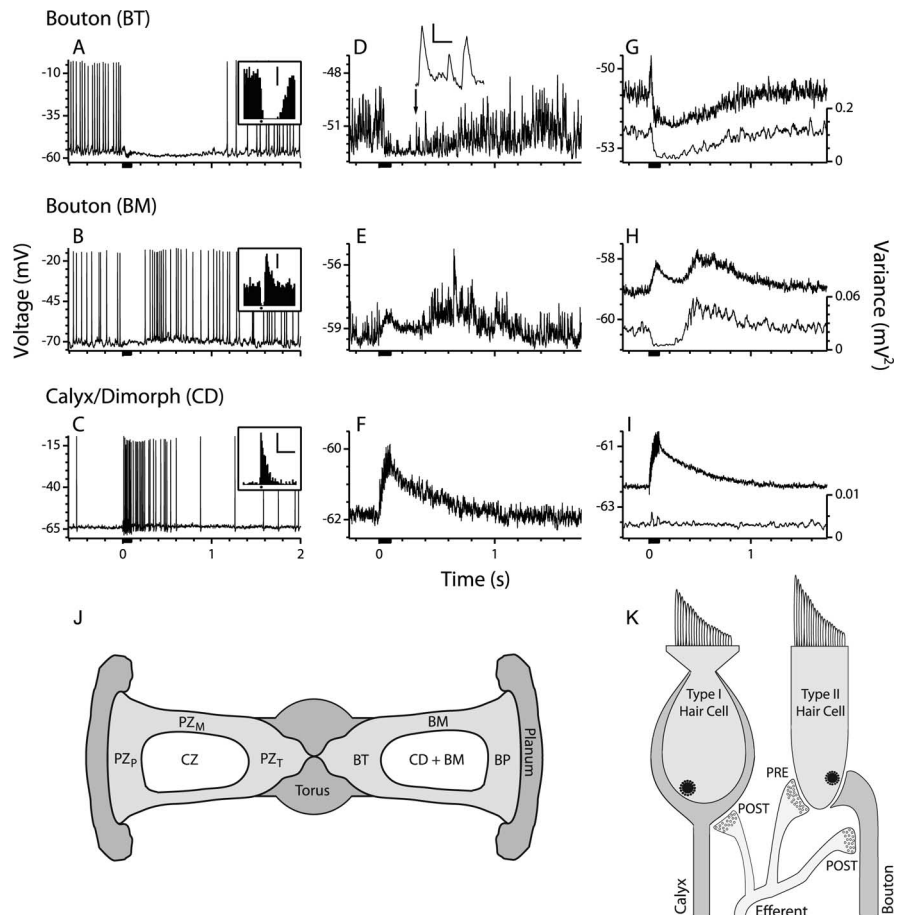 Bouton (BT)
A
D
G
-10
-35
-60
-48
-51
-50
-53
0.2
0
0
1
2
Bouton (BM)
B
E
H
-20
-45
-70
-56
-59
-58
-60
0.06
0
Voltage (mV)
Variance (mV²)
Calyx/Dimorph (CD)
C
F
I
-15
-40
-65
-60
-62
-61
-63
0.01
0
0
1
2
0
1
0
1
Time (s)
J
PZM
PZP
CZ
PZT
BT
BM
CD + BM
BP
Planum
Torus
K
Type I
Hair Cell
Type II
Hair Cell
PRE
POST
POST
Calyx
Efferent
Bouton